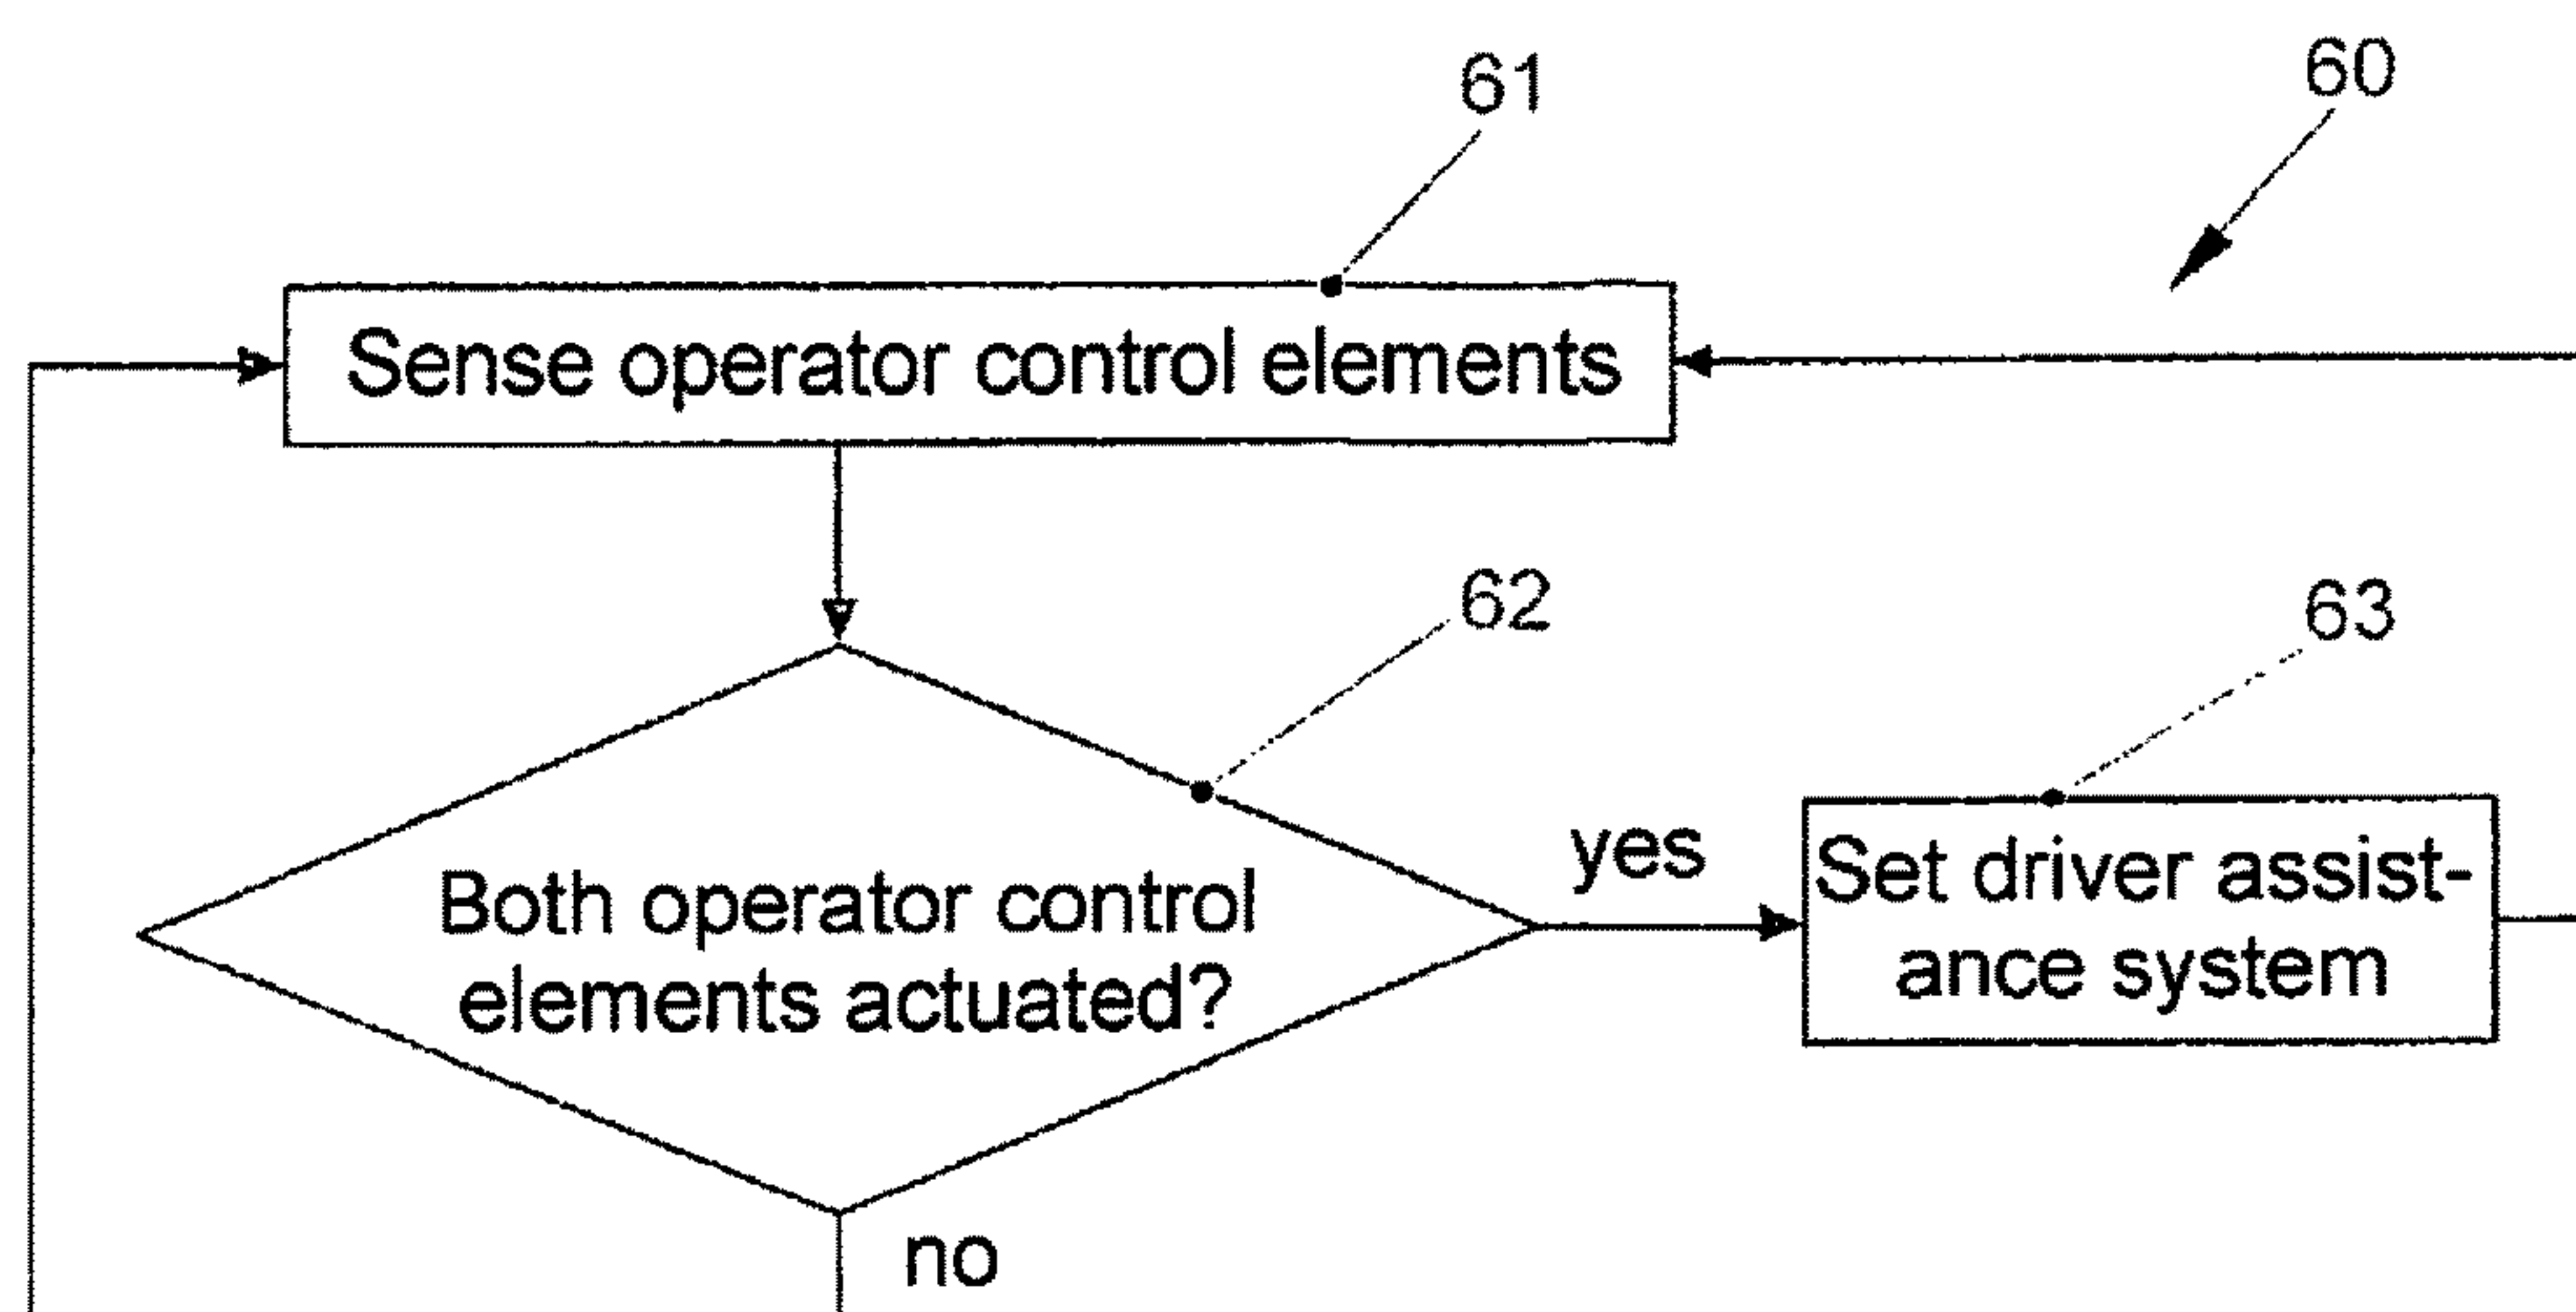 61
60
Sense operator control elements
62
63
Both operator control
elements actuated?
yes
Set driver assist-
ance system
no